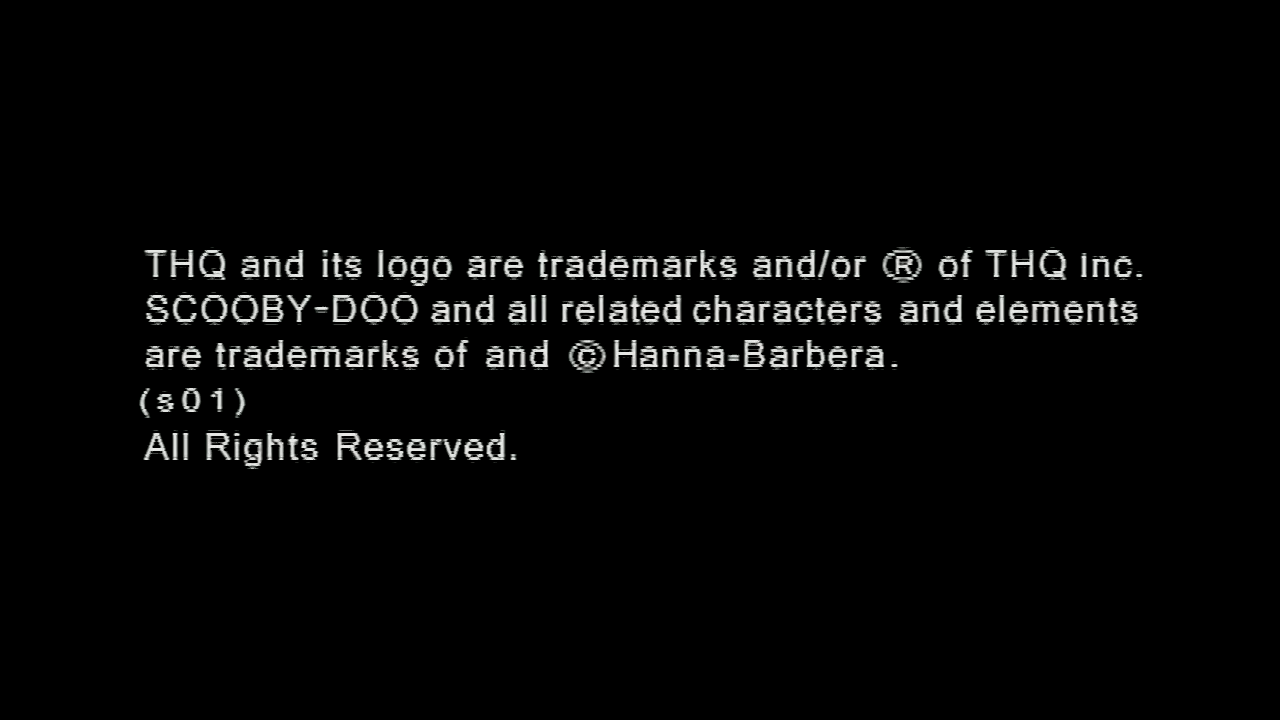 THQ and its logo are trademarks and/or ® of THQ Inc.
SCOOBY-DOO and all related characters and elements
are trademarks of and © Hanna-Barbera.
(s01)
All Rights Reserved.